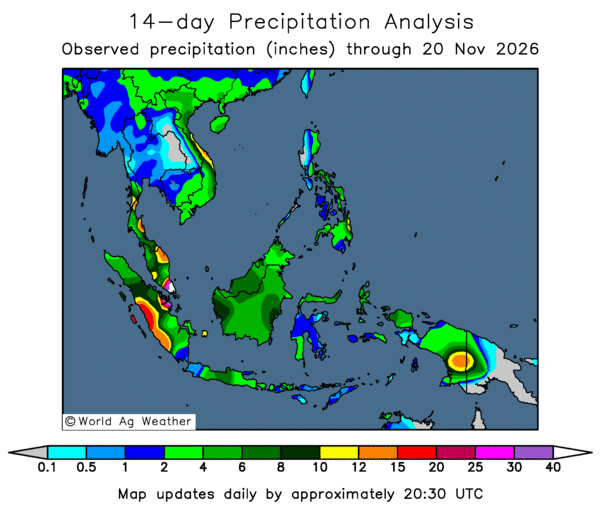 14-day Precipitation Analysis
Observed precipitation (inches) through 20 Nov 2026
©World Ag Weather
0.1 0.5 1 2 4 6 8 10 12 15 20 25 30 40
Map updates daily by approximately 20:30 UTC